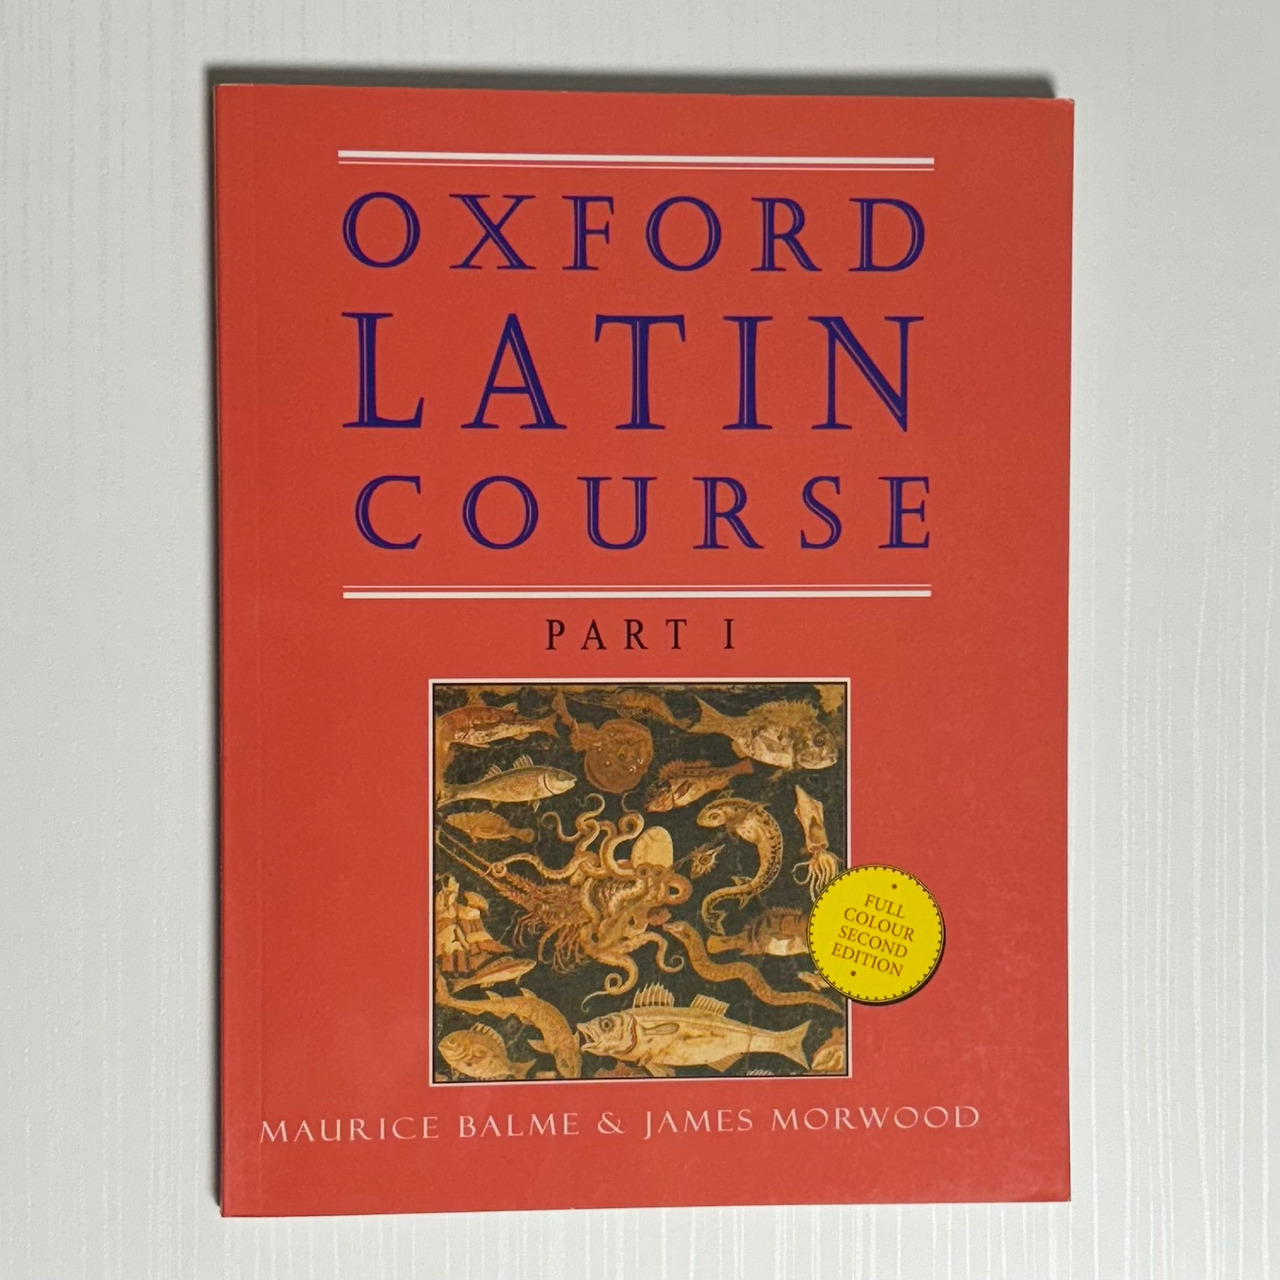 OXFORD
LATIN
COURSE
PART I
FULL
COLOUR
SECOND
EDITION
MAURICE BALME & JAMES MORWOOD